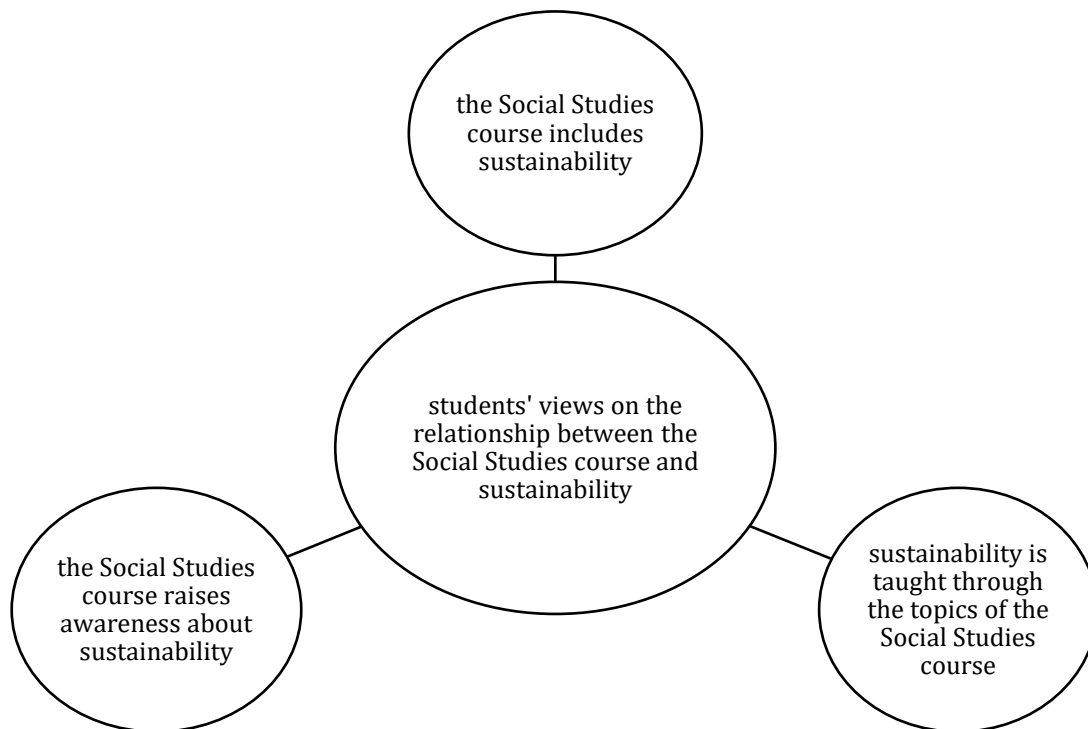 the Social Studies
course includes
sustainability
students' views on the
relationship between the
Social Studies course and
sustainability
the Social Studies
course raises
awareness about
sustainability
sustainability is
taught through
the topics of the
Social Studies
course